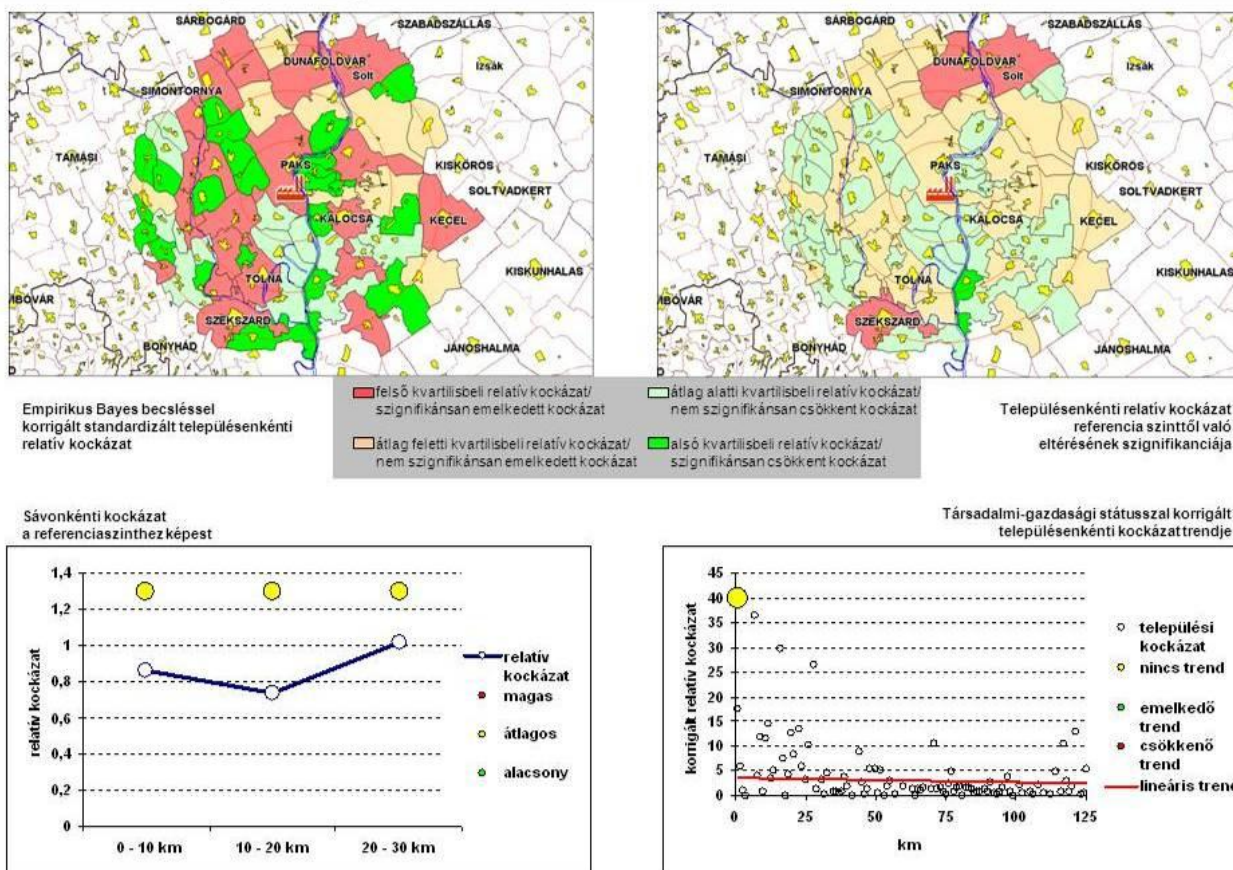 SÁRBOGÁRD
SZABADSZÁLLÁS
DUNAFÖLDVÁR
Solt
Izsák
SIMONTORNYA
TAMÁSI
PAKS
KISKŐRÖS
SOLTVADKERT
KALOCSA
KECEL
TOLNA
KISKUNHALAS
MBÓVÁR
SZEKSZÁRD
BONYHÁD
JÁNOSHALMA
SÁRBOGÁRD
SZABADSZÁLLÁS
DUNAFÖLDVÁR
Solt
Izsák
SIMONTORNYA
TAMÁSI
PAKS
KISKŐRÖS
SOLTVADKERT
KALOCSA
KECEL
TOLNA
KISKUNHALAS
MBÓVÁR
SZEKSZÁRD
BONYHÁD
JÁNOSHALMA
Empirikus Bayes becsléssel
korrigált standardizált településenkénti
relatív kockázat
felső kvartilisbeli relatív kockázat/
szignifikánsan emelkedett kockázat
átlag feletti kvartilisbeli relatív kockázat/
nem szignifikánsan emelkedett kockázat
átlag alatti kvartilisbeli relatív kockázat/
nem szignifikánsan csökkent kockázat
alsó kvartilisbeli relatív kockázat/
szignifikánsan csökkent kockázat
Településenkénti relatív kockázat
referencia szinttől való
eltérésének szignifikanciája
Sávonkénti kockázat
a referenciaszinthez képest
relatív kockázat
1,4
1,2
1
0,8
0,6
0,4
0,2
0
0 - 10 km
10 - 20 km
20 - 30 km
relatív
kockázat
magas
átlagos
alacsony
Társadalmi-gazdasági státusszal korrigált
településenkénti kockázat trendje
korrigált relatív kockázat
45
40
35
30
25
20
15
10
5
0
0
25
50
75
100
125
km
települési
kockázat
nincs trend
emelkedő
trend
csökkenő
trend
lineáris trend